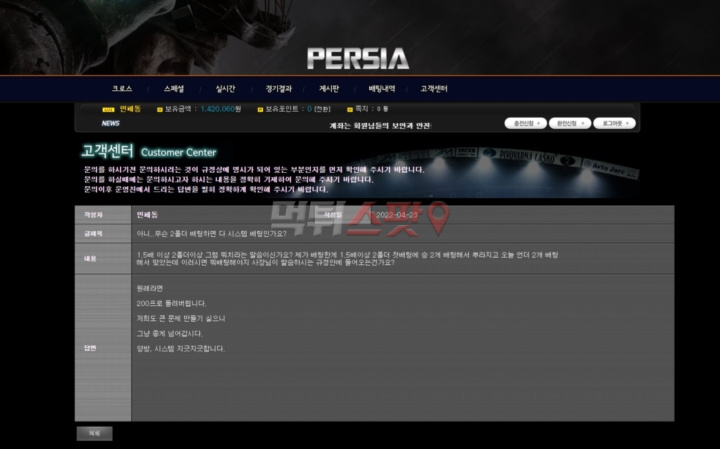 PERSIA
크로스 스페셜 실시간 경기결과 게시판 배팅내역 고객센터
민쎄돔 보유금액 : 1,420,060원 보유포인트 : 0 [전환] 쪽지 : 0 통
NEWS 계좌는 회원님들의 보안과 안전 충전신청 환전신청 로그아웃
고객센터 Customer Center
문의를 하시기전 문의하시려는 것이 규정상에 명시가 되어 있는 부분인지를 먼저 확인해 주시기 바랍니다.
문의를 하실때에는 문의하시고자 하시는 내용을 정확히 기재하여 문의해 주시기 바랍니다.
문의이후 운영진에서 드리는 답변을 필히 정확하게 확인해 주시기 바랍니다.
먹튀스팟
작성자 민쎄돔 작성일 2022-04-23
글제목 아니..무슨 2폴더 배팅하면 다 시스템 배팅인가요?
내용 1.5배 이상 2폴더이상 그럼 뭐치라는 말씀이신가요? 제가 배팅한게 1.5배이상 2폴더 첫배팅에 승 2개 배팅해서 뿌라지고 오늘 언더 2개 배팅
해서 맞았는데 이러시면 뭐배팅해야지 사장님이 말씀하시는 규정안에 들어오는건가요?
원래라면
200프로 돌려버립니다.
저희도 큰 문제 만들기 싫으니
그냥 좋게 넘어갑시다.
답변 양방, 시스템 지긋지긋합니다.
목록